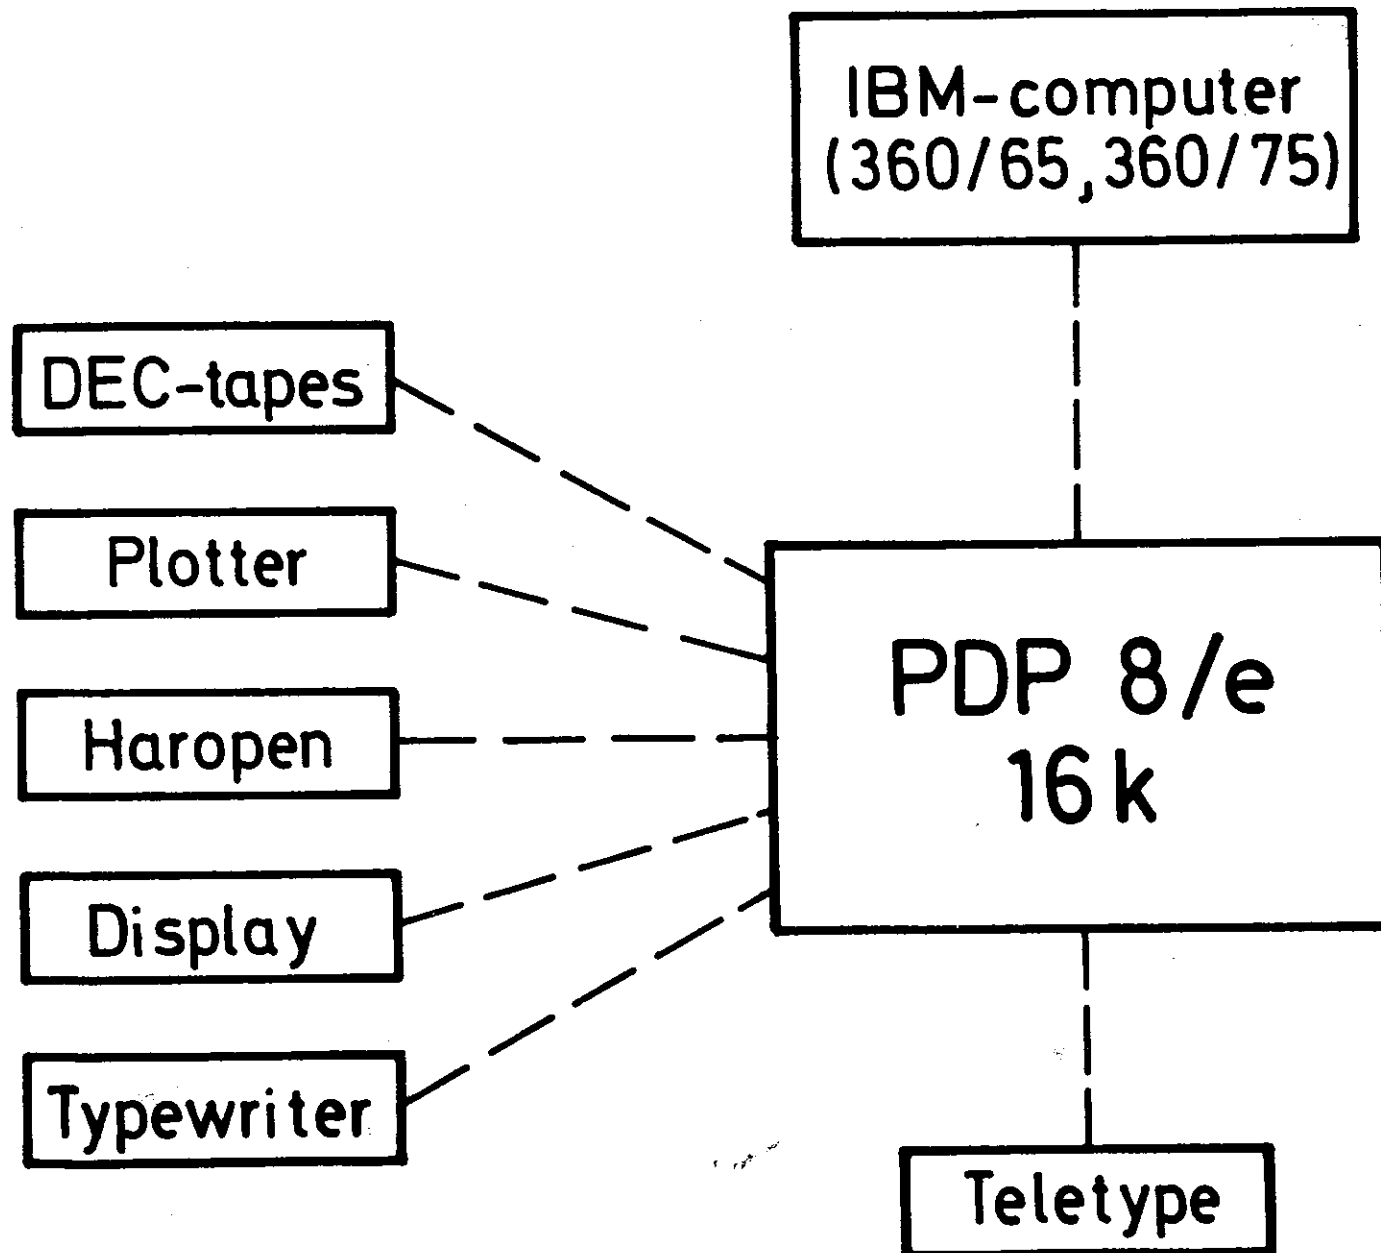 IBM-computer
(360/65,360/75)
DEC-tapes
Plotter
Haropen
Display
Typewriter
PDP 8/e
16k
Teletype